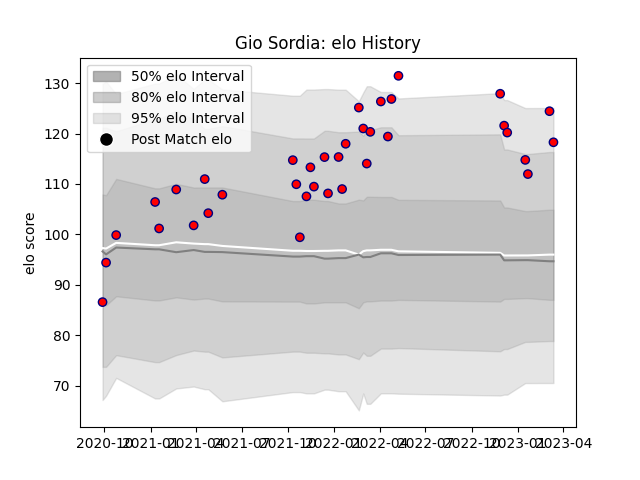 Gio Sordia: elo History
50% elo Interval
80% elo Interval
95% elo Interval
Post Match elo
elo score
130
120
110
100
90
80
70
2020-10 2021-01 2021-04 2021-07 2021-10 2022-01 2022-04 2022-07 2022-10 2023-01 2023-04